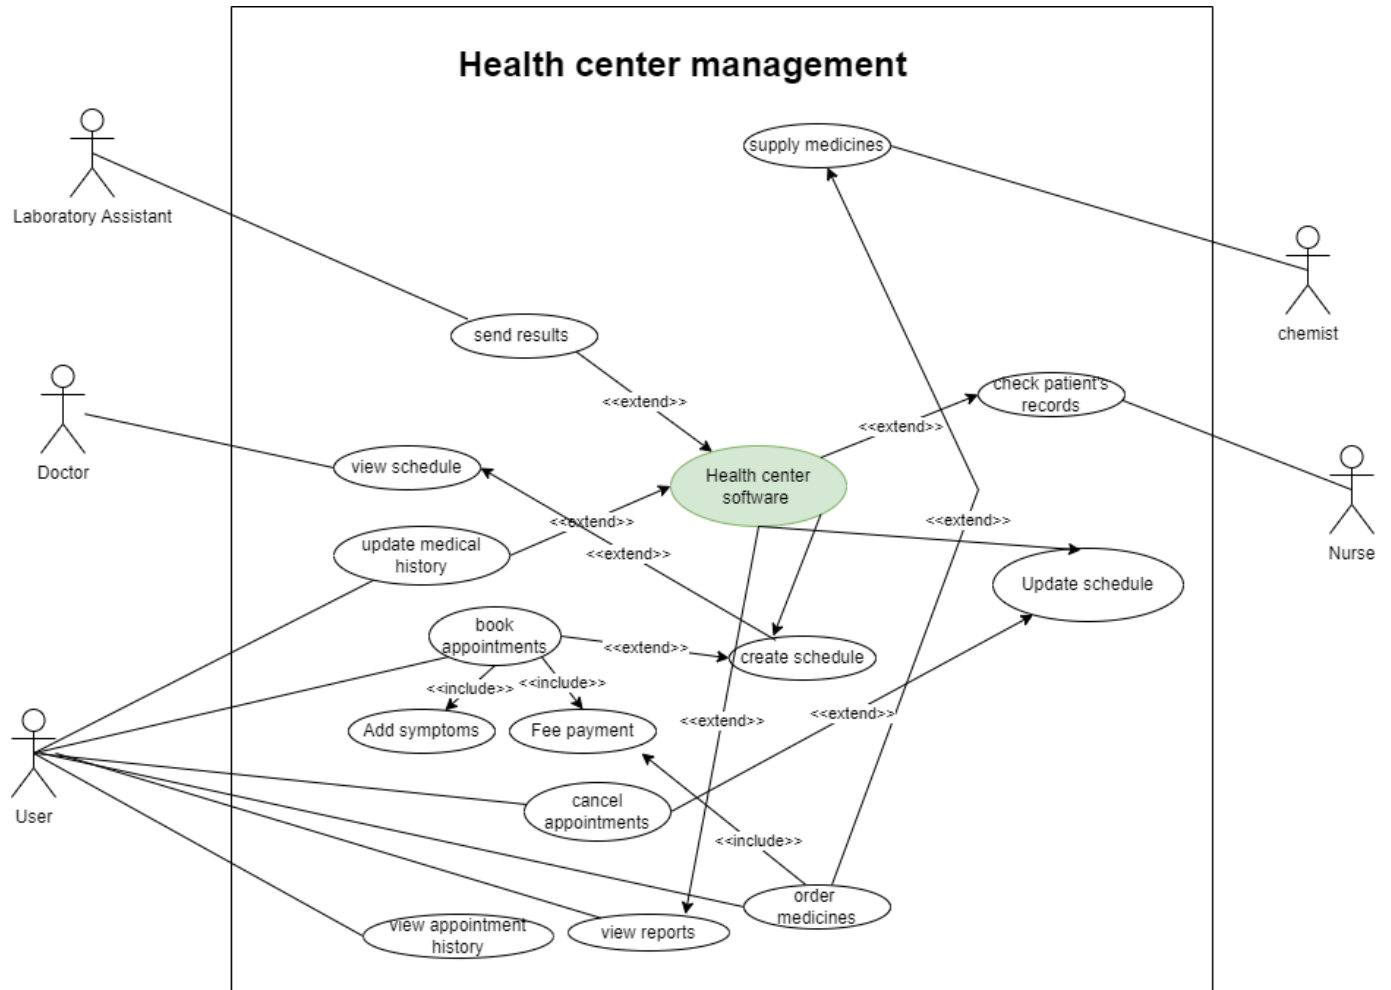 Health center management
supply medicines
Laboratory Assistant
send results
chemist
<<extend>>
check patient's
records
<<extend>>
Doctor
view schedule
Health center
software
<<extend>>
<<extend>>
Nurse
update medical
history
<<extend>>
Update schedule
book
appointments
<<extend>>
create schedule
<<include>>
<<include>>
Add symptoms
Fee payment
<<extend>>
<<extend>>
User
cancel
appointments
<<include>>
order
medicines
view appointment
history
view reports